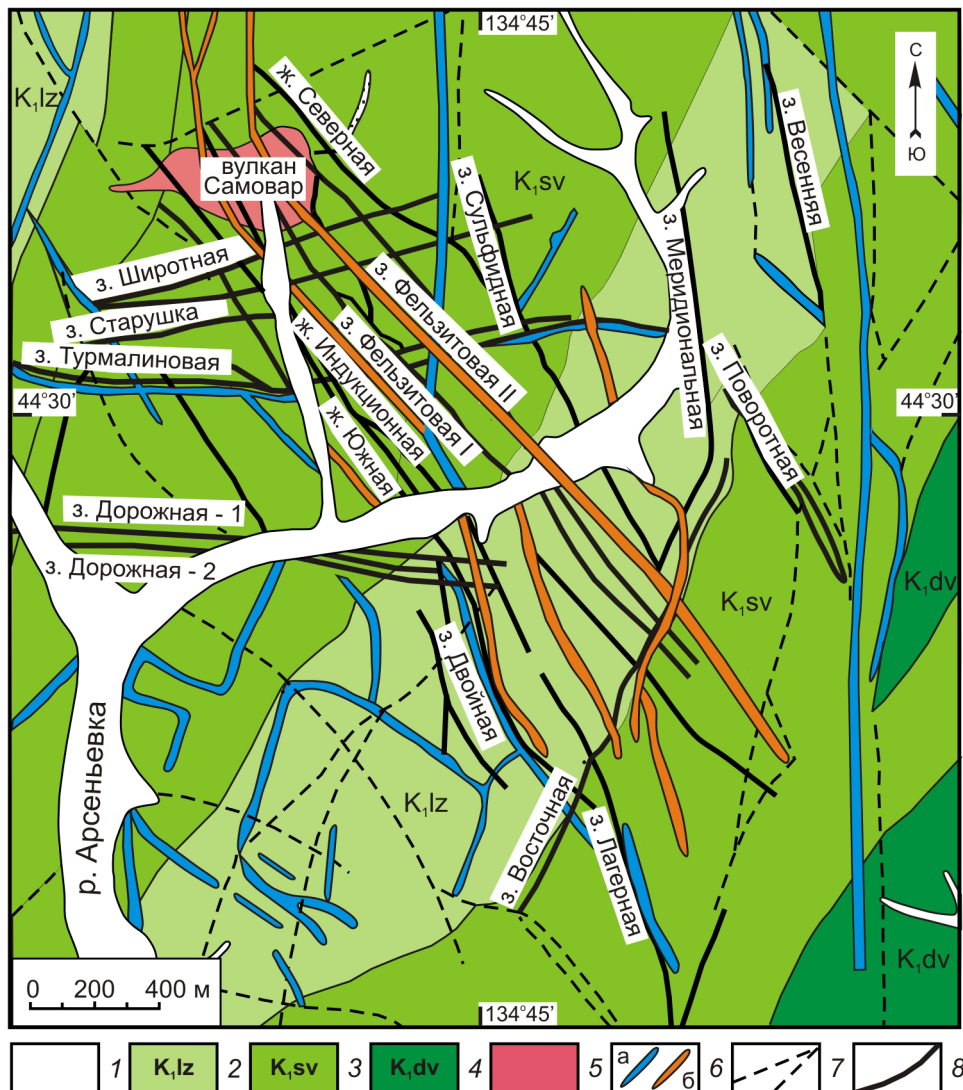 134°45'
С
Ю
K₁lz
ж. Северная
з. Весенняя
вулкан
Самовар
K₁sv
з. Сульфидная
з. Меридиональная
з. Широтная
з. Старушка
з. Турмалиновая
з. Фельзитовая II
з. Фельзитовая I
ж. Индукционная
ж. Южная
з. Поворотная
44°30'
44°30'
з. Дорожная - 1
з. Дорожная - 2
K₁dv
K₁sv
з. Двойная
р. Арсеньевка
K₁lz
з. Восточная
з. Лагерная
K₁dv
0 200 400 м
134°45'
1
K₁lz 2
K₁sv 3
K₁dv 4
5
а б 6
7
8